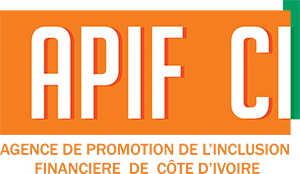 APIF CI
AGENCE DE PROMOTION DE L'INCLUSION
FINANCIERE DE CÔTE D'IVOIRE